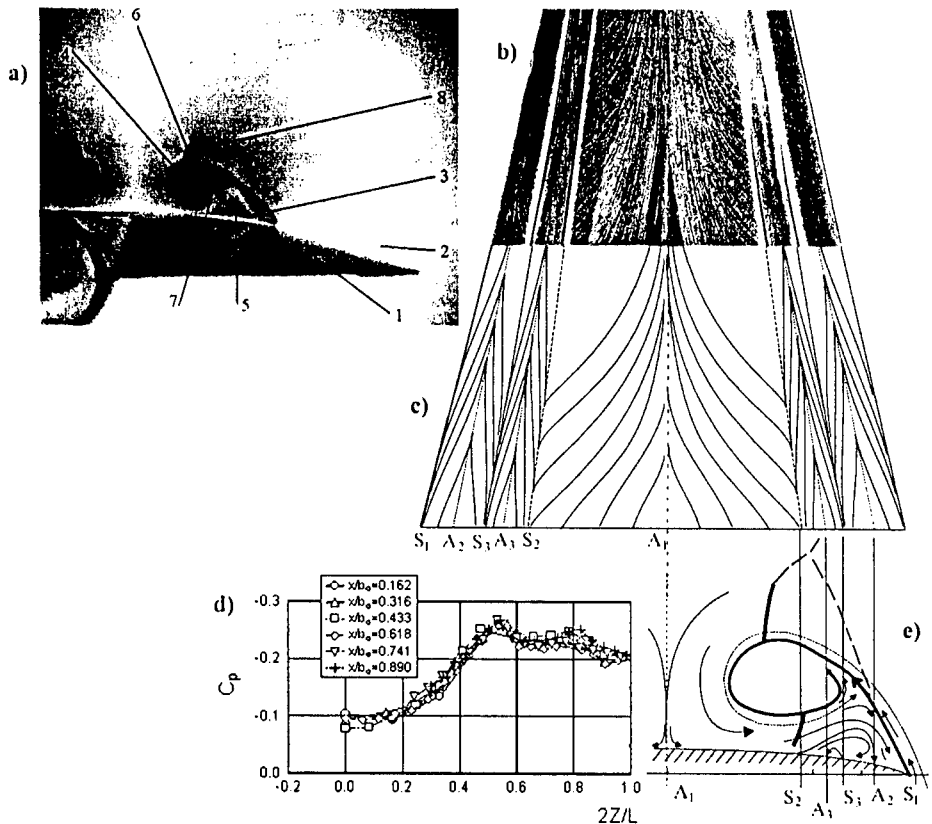 a)
6
4
8
3
2
7
5
1
b)
c)
S₁ A₂ S₃ A₃ S₂ A₁
d)
x/b₀=0.162
x/b₀=0.316
x/b₀=0.433
x/b₀=0.618
x/b₀=0.741
x/b₀=0.890
-0.3
-0.2
-0.1
0.0
Cₚ
-0.2 0.0 0.2 0.4 0.6 0.8 1.0
2Z/L
e)
A₁ S₂ A₃ S₃ A₂ S₁